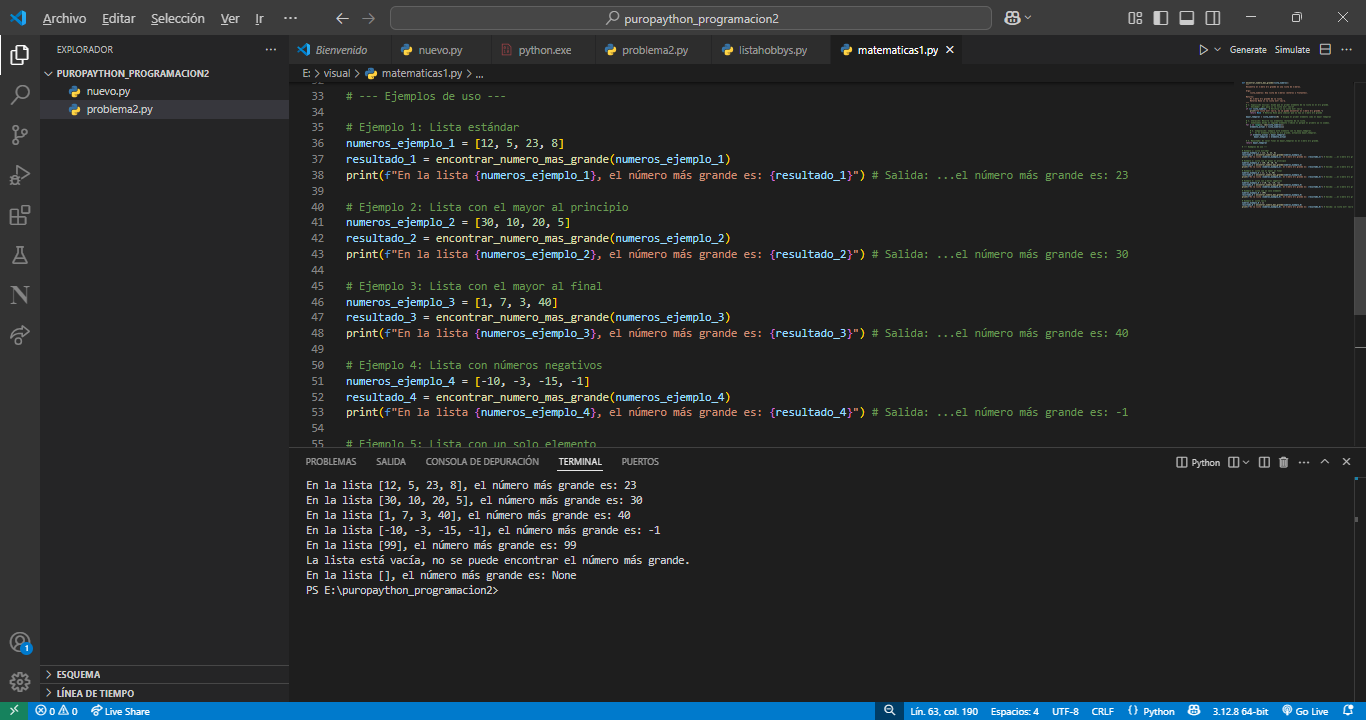 Archivo Editar Selección Ver Ir ··· puropaython_programacion2
EXPLORADOR ···
PUROPAYTHON_PROGRAMACION2
nuevo.py
problema2.py
ESQUEMA
LÍNEA DE TIEMPO
Bienvenido nuevo.py python.exe problema2.py listahobbys.py matematicas1.py Generate Simulate ···
E: > visual > matematicas1.py > ...
33 # --- Ejemplos de uso ---
34
35 # Ejemplo 1: Lista estándar
36 numeros_ejemplo_1 = [12, 5, 23, 8]
37 resultado_1 = encontrar_numero_mas_grande(numeros_ejemplo_1)
38 print(f"En la lista {numeros_ejemplo_1}, el número más grande es: {resultado_1}") # Salida: ...el número más grande es: 23
39
40 # Ejemplo 2: Lista con el mayor al principio
41 numeros_ejemplo_2 = [30, 10, 20, 5]
42 resultado_2 = encontrar_numero_mas_grande(numeros_ejemplo_2)
43 print(f"En la lista {numeros_ejemplo_2}, el número más grande es: {resultado_2}") # Salida: ...el número más grande es: 30
44
45 # Ejemplo 3: Lista con el mayor al final
46 numeros_ejemplo_3 = [1, 7, 3, 40]
47 resultado_3 = encontrar_numero_mas_grande(numeros_ejemplo_3)
48 print(f"En la lista {numeros_ejemplo_3}, el número más grande es: {resultado_3}") # Salida: ...el número más grande es: 40
49
50 # Ejemplo 4: Lista con números negativos
51 numeros_ejemplo_4 = [-10, -3, -15, -1]
52 resultado_4 = encontrar_numero_mas_grande(numeros_ejemplo_4)
53 print(f"En la lista {numeros_ejemplo_4}, el número más grande es: {resultado_4}") # Salida: ...el número más grande es: -1
54
55 # Ejemplo 5: Lista con un solo elemento
PROBLEMAS SALIDA CONSOLA DE DEPURACIÓN TERMINAL PUERTOS Python ···
En la lista [12, 5, 23, 8], el número más grande es: 23
En la lista [30, 10, 20, 5], el número más grande es: 30
En la lista [1, 7, 3, 40], el número más grande es: 40
En la lista [-10, -3, -15, -1], el número más grande es: -1
En la lista [99], el número más grande es: 99
La lista está vacía, no se puede encontrar el número más grande.
En la lista [], el número más grande es: None
PS E:\puropaython_programacion2>
1
0 0 Live Share Lín. 63, col. 190 Espacios: 4 UTF-8 CRLF {} Python 3.12.8 64-bit Go Live